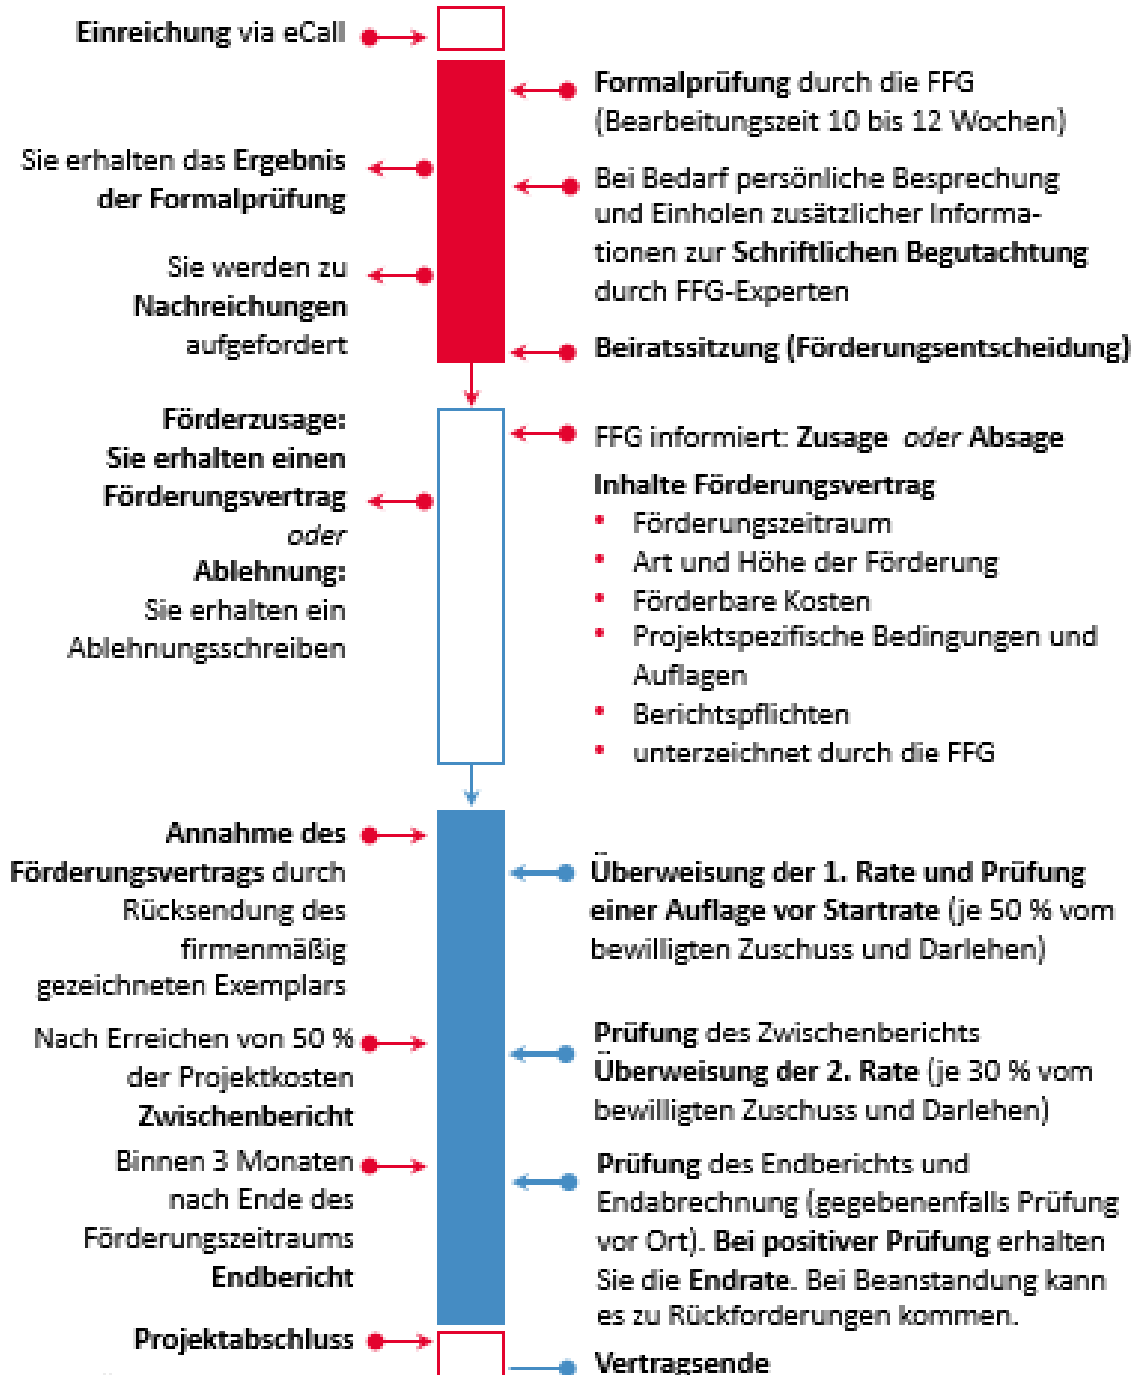 Einreichung via eCall
Formalprüfung durch die FFG
(Bearbeitungszeit 10 bis 12 Wochen)
Sie erhalten das Ergebnis
der Formalprüfung
Bei Bedarf persönliche Besprechung
und Einholen zusätzlicher Informa-
tionen zur Schriftlichen Begutachtung
durch FFG-Experten
Sie werden zu
Nachreichungen
aufgefordert
Beiratssitzung (Förderungsentscheidung)
Förderzusage:
Sie erhalten einen
Förderungsvertrag
oder
Ablehnung:
Sie erhalten ein
Ablehnungsschreiben
FFG informiert: Zusage oder Absage
Inhalte Förderungsvertrag
• Förderungszeitraum
• Art und Höhe der Förderung
• Förderbare Kosten
• Projektspezifische Bedingungen und
Auflagen
• Berichtspflichten
• unterzeichnet durch die FFG
Annahme des
Förderungsvertrags durch
Rücksendung des
firmenmäßig
gezeichneten Exemplars
Überweisung der 1. Rate und Prüfung
einer Auflage vor Startrate (je 50 % vom
bewilligten Zuschuss und Darlehen)
Nach Erreichen von 50 %
der Projektkosten
Zwischenbericht
Prüfung des Zwischenberichts
Überweisung der 2. Rate (je 30 % vom
bewilligten Zuschuss und Darlehen)
Binnen 3 Monaten
nach Ende des
Förderungszeitraums
Endbericht
Prüfung des Endberichts und
Endabrechnung (gegebenenfalls Prüfung
vor Ort). Bei positiver Prüfung erhalten
Sie die Endrate. Bei Beanstandung kann
es zu Rückforderungen kommen.
Projektabschluss
Vertragsende